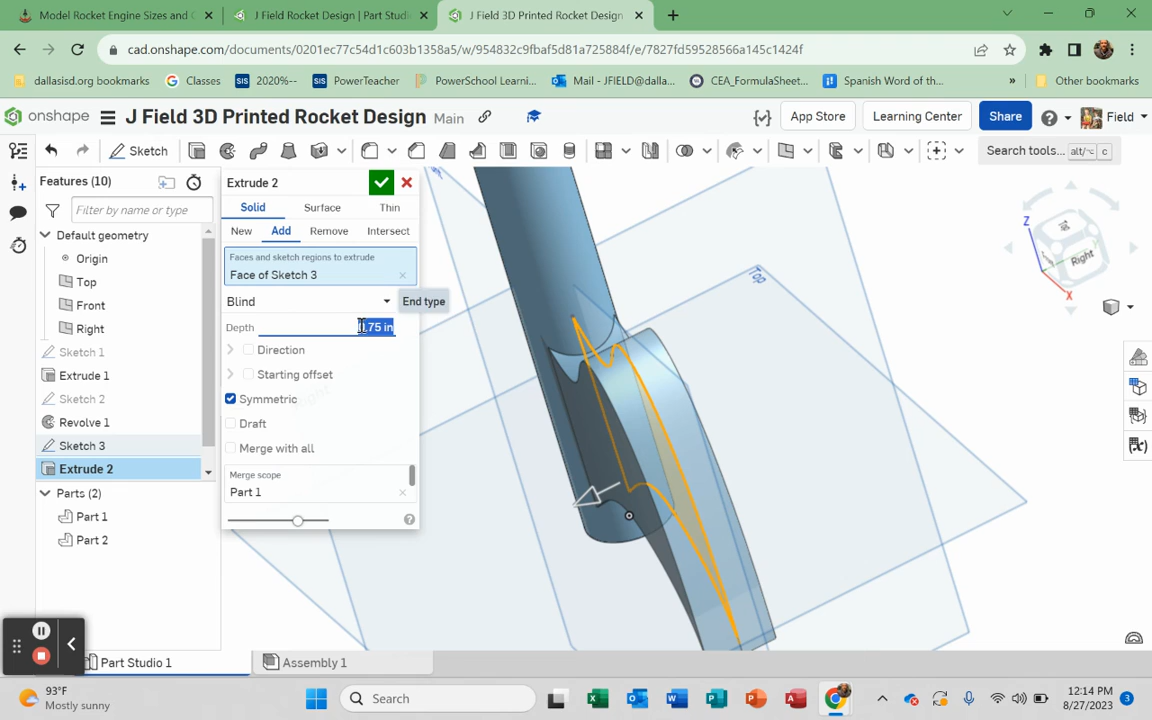 Model Rocket Engine Sizes and C
J Field Rocket Design | Part Studi
J Field 3D Printed Rocket Design
cad.onshape.com/documents/0201ec77c54d1c603b1358a5/w/954832c9fbaf5d81a725884f/e/7827fd59528566a145c1424f
dallasisd.org bookmarks
Classes
SIS
2020%--
SIS
PowerTeacher
PowerSchool Learni...
Mail - JFIELD@dalla...
CEA_FormulaSheet...
Spanish Word of th...
»
Other bookmarks
onshape
J Field 3D Printed Rocket Design
Main
App Store
Learning Center
Share
Field
Sketch
Search tools...
alt/⌥
c
Features (10)
Filter by name or type
Default geometry
Origin
Top
Front
Right
Sketch 1
Extrude 1
Sketch 2
Revolve 1
Sketch 3
Extrude 2
Parts (2)
Part 1
Part 2
Extrude 2
Solid
Surface
Thin
New
Add
Remove
Intersect
Faces and sketch regions to extrude
Face of Sketch 3
Blind
End type
Depth
0.75 in
Direction
Starting offset
Symmetric
Draft
Merge with all
Merge scope
Part 1
Top
Z
Right
X
Part Studio 1
Assembly 1
93°F
Mostly sunny
Search
12:14 PM
8/27/2023
3